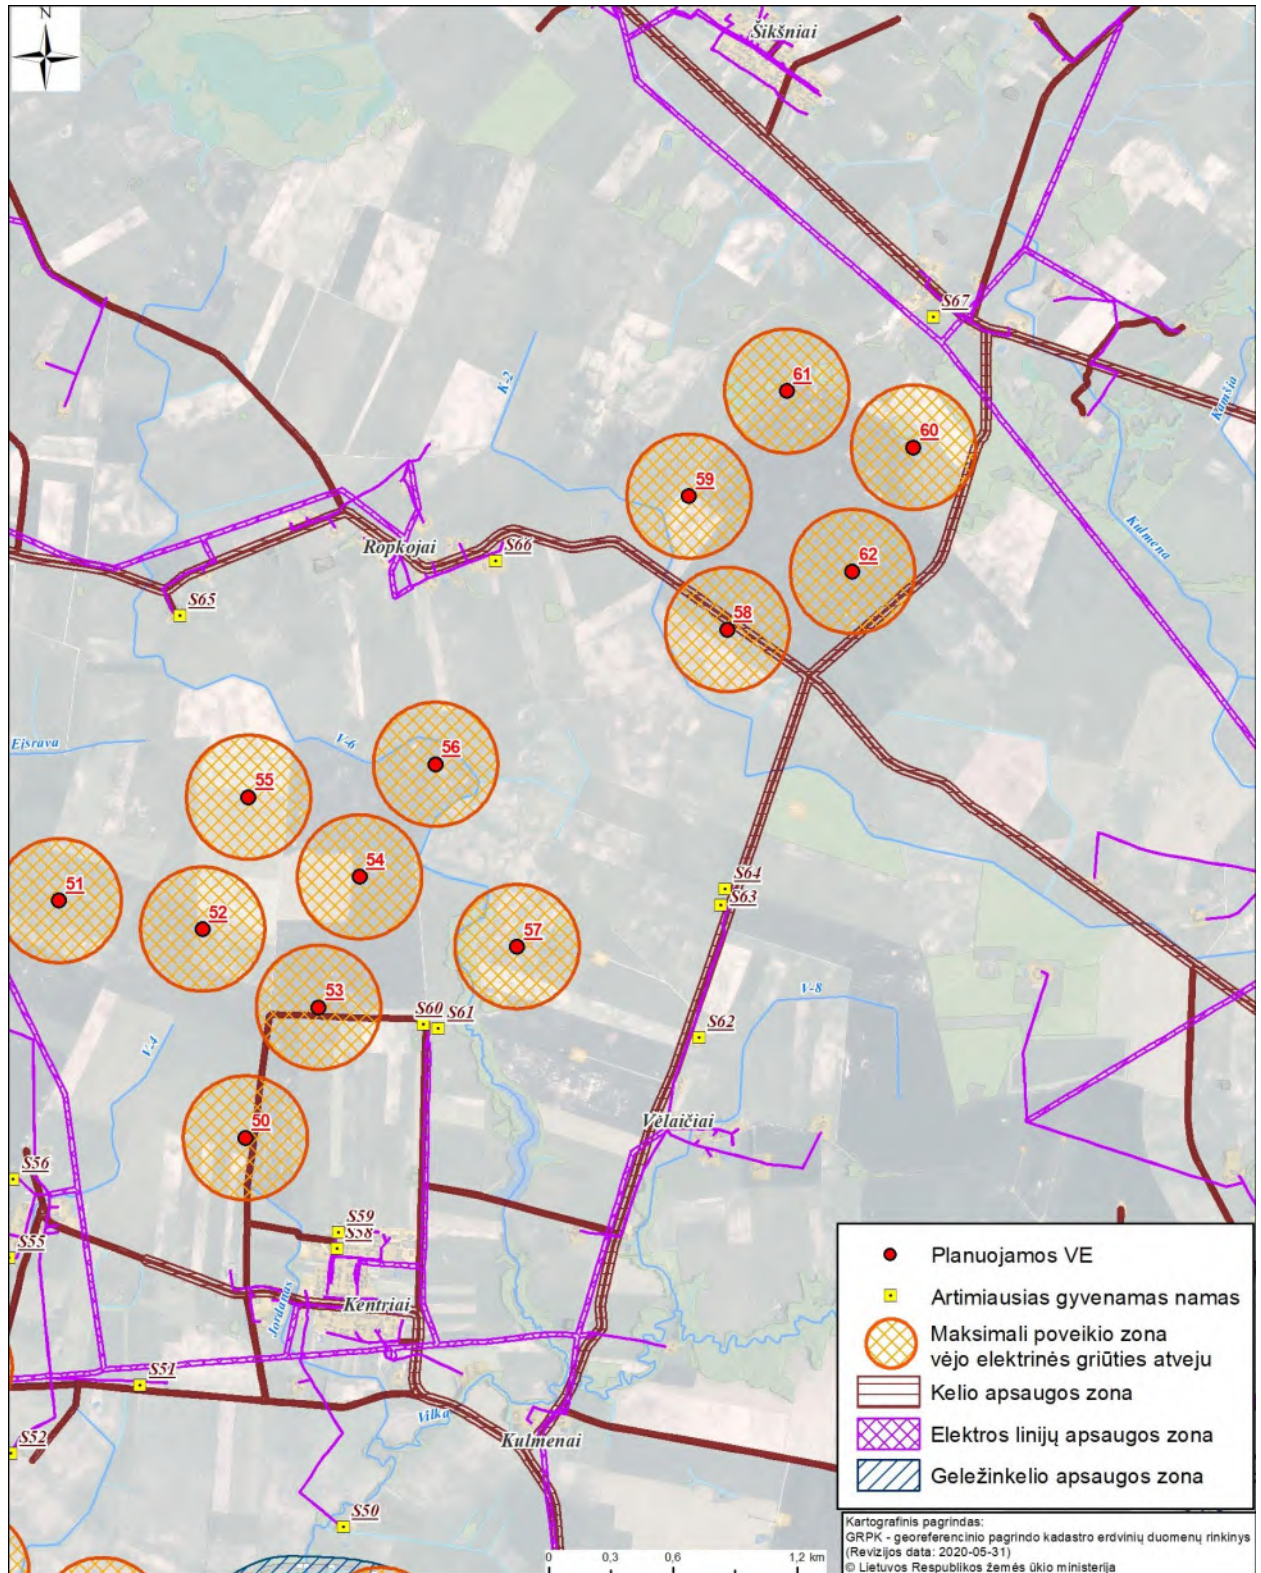 N
Šikšniai
S67
K-2
61
60
59
Kamšia
Kulmena
Ropkojai
S66
62
58
S65
Eisrava
V-6
56
55
54
51
52
57
S64
S63
53
S60
S61
V-8
S62
V-4
50
Vėlaičiai
S56
S59
S58
S55
Jordanas
Kentriai
S51
Vilka
Kulmenai
S52
S50
Planuojamos VE
Artimiausias gyvenamas namas
Maksimali poveikio zona
vėjo elektrinės griūties atveju
Kelio apsaugos zona
Elektros linijų apsaugos zona
Geležinkelio apsaugos zona
0 0,3 0,6 1,2 km
Kartografinis pagrindas:
GRPK - georeferencinio pagrindo kadastro erdvinių duomenų rinkinys
(Revizijos data: 2020-05-31)
© Lietuvos Respublikos žemės ūkio ministerija